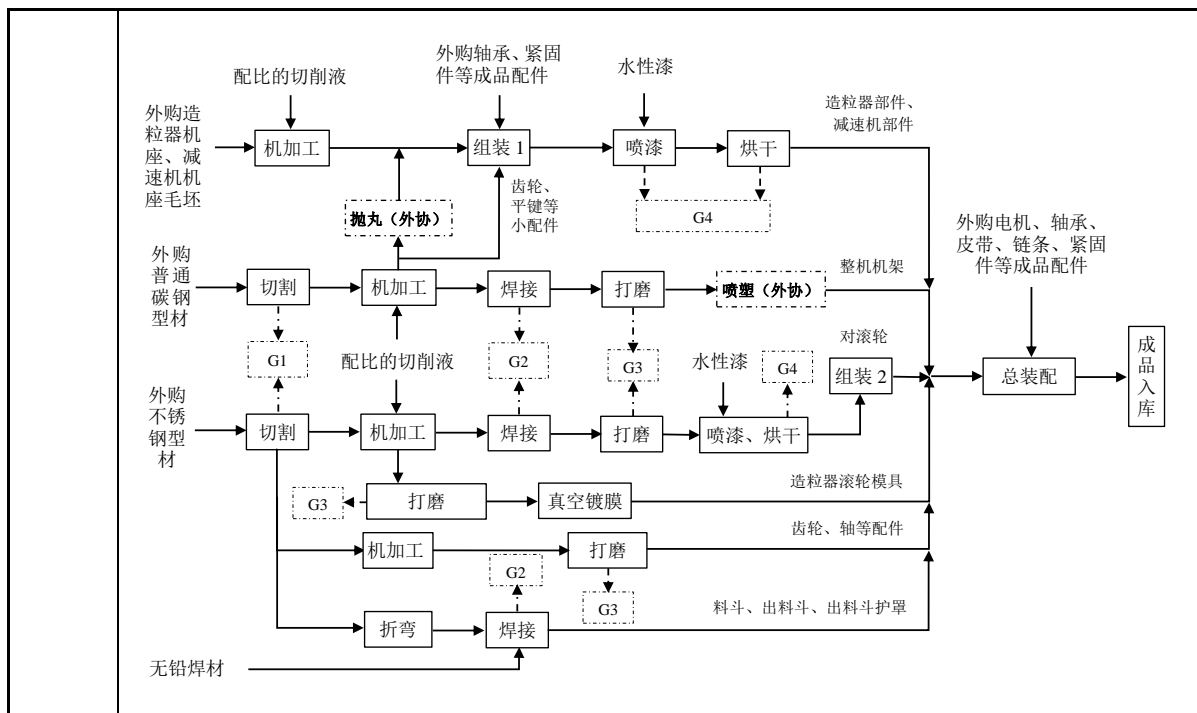 外购轴承、紧固
件等成品配件
配比的切削液
水性漆
造粒器部件、
减速机部件
外购造
粒器机
座、减
速机机
座毛坯
机加工
组装 1
喷漆
烘干
齿轮、
平键等
小配件
抛丸（外协）
G4
外购电机、轴承、
皮带、链条、紧固
件等成品配件
外购
普通
碳钢
型材
切割
机加工
焊接
打磨
喷塑（外协）
整机机架
G1
配比的切削液
G2
G3
水性漆
G4
对滚轮
组装 2
总装配
成
品
入
库
外购
不锈
钢型
材
切割
机加工
焊接
打磨
喷漆、烘干
G3
打磨
真空镀膜
造粒器滚轮模具
机加工
打磨
齿轮、轴等配件
G2
G3
折弯
焊接
料斗、出料斗、出料斗护罩
无铅焊材